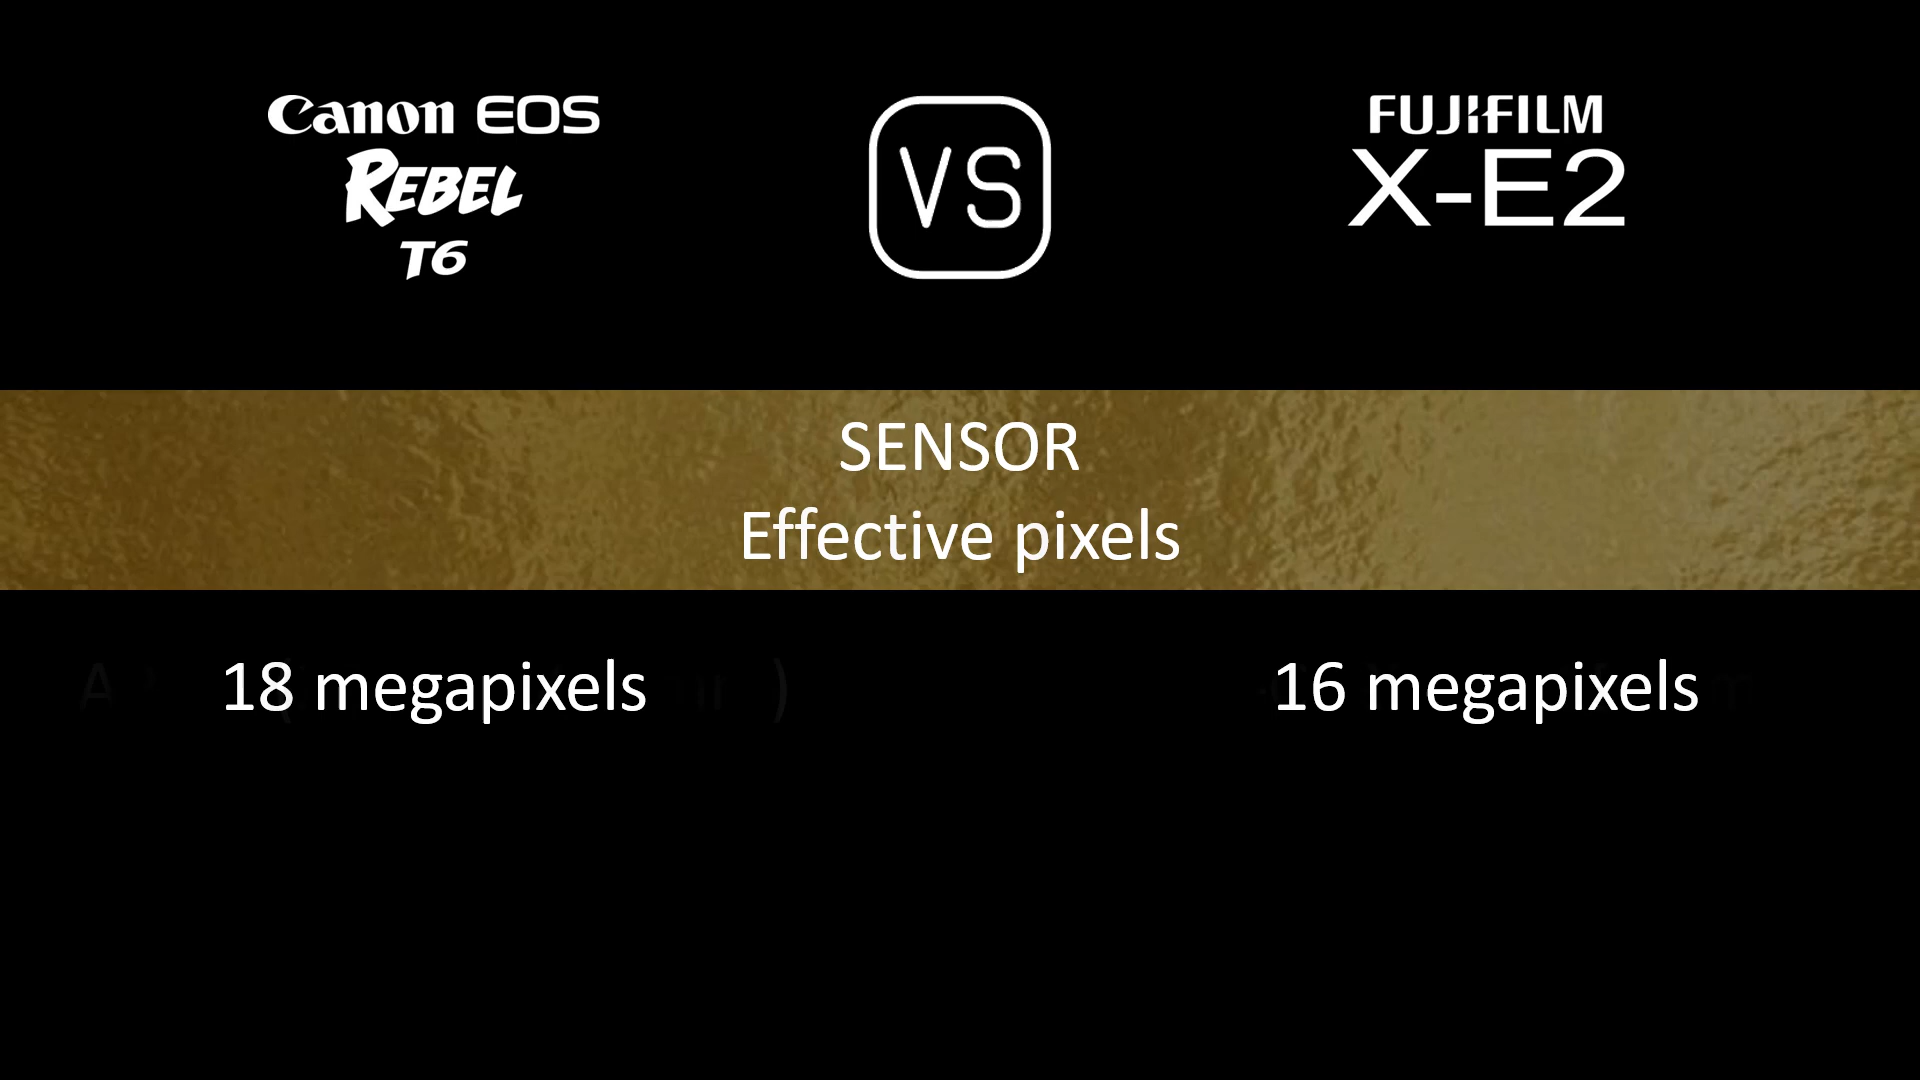 Canon EOS
REBEL
T6
VS
FUJIFILM
X-E2
SENSOR
Effective pixels
18 megapixels
16 megapixels